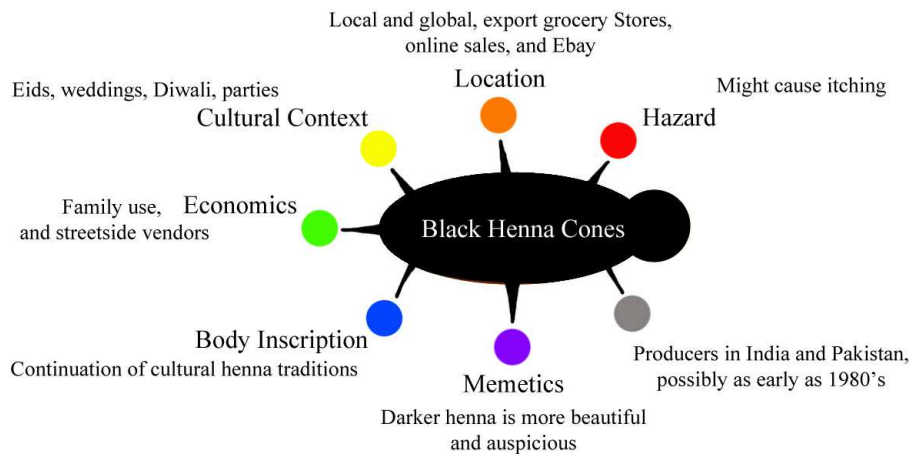 Local and global, export grocery Stores,
online sales, and Ebay
Location
Eids, weddings, Diwali, parties
Cultural Context
Might cause itching
Hazard
Family use,
and streetside vendors
Economics
Black Henna Cones
Body Inscription
Continuation of cultural henna traditions
Memetics
Darker henna is more beautiful
and auspicious
Producers in India and Pakistan,
possibly as early as 1980's